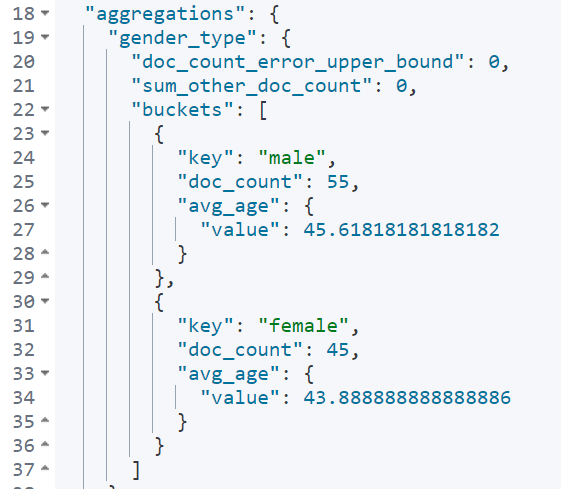 18 "aggregations": {
19 "gender_type": {
20 "doc_count_error_upper_bound": 0,
21 "sum_other_doc_count": 0,
22 "buckets": [
23 {
24 "key": "male",
25 "doc_count": 55,
26 "avg_age": {
27 "value": 45.61818181818182
28 }
29 },
30 {
31 "key": "female",
32 "doc_count": 45,
33 "avg_age": {
34 "value": 43.888888888888886
35 }
36 }
37 ]